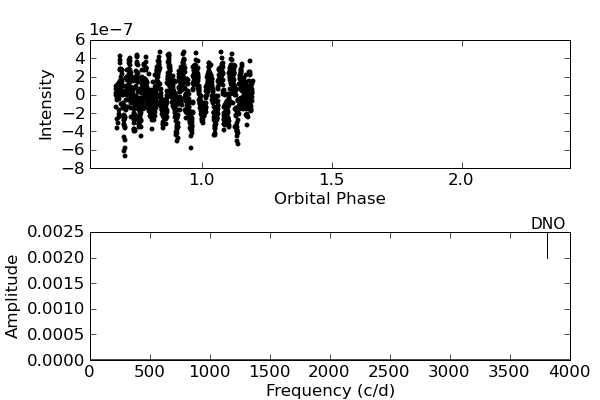 1e−7
6
4
2
0
−2
−4
−6
−8
Intensity
1.0 1.5 2.0
Orbital Phase
DNO
0.0025
0.0020
0.0015
0.0010
0.0005
0.0000
Amplitude
0 500 1000 1500 2000 2500 3000 3500 4000
Frequency (c/d)